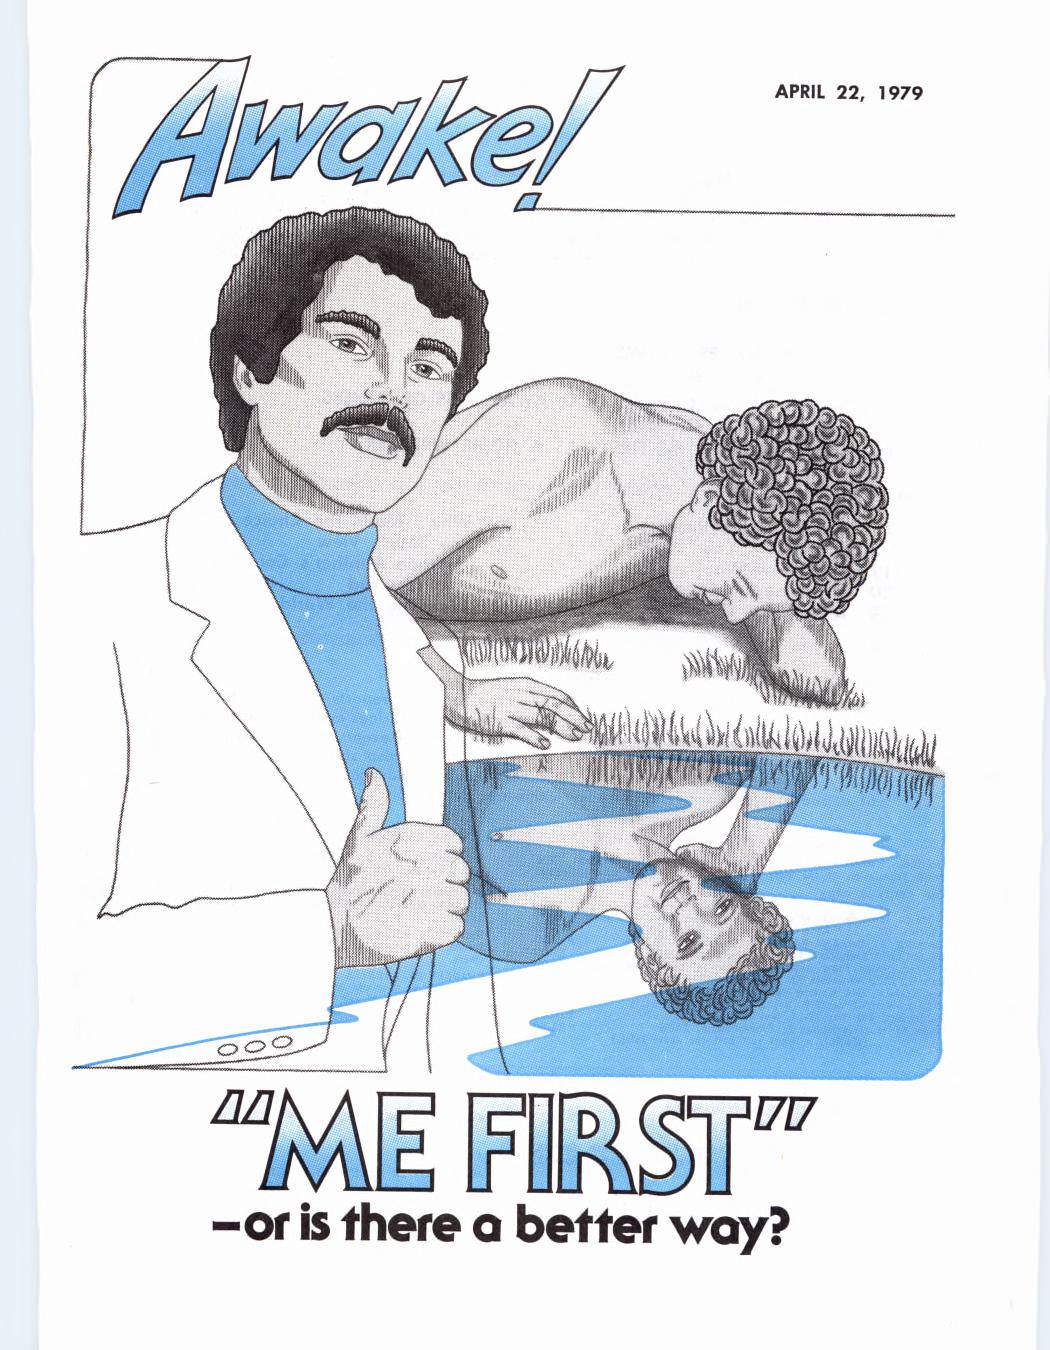 Awake!
APRIL 22, 1979
“ME FIRST”
–or is there a better way?